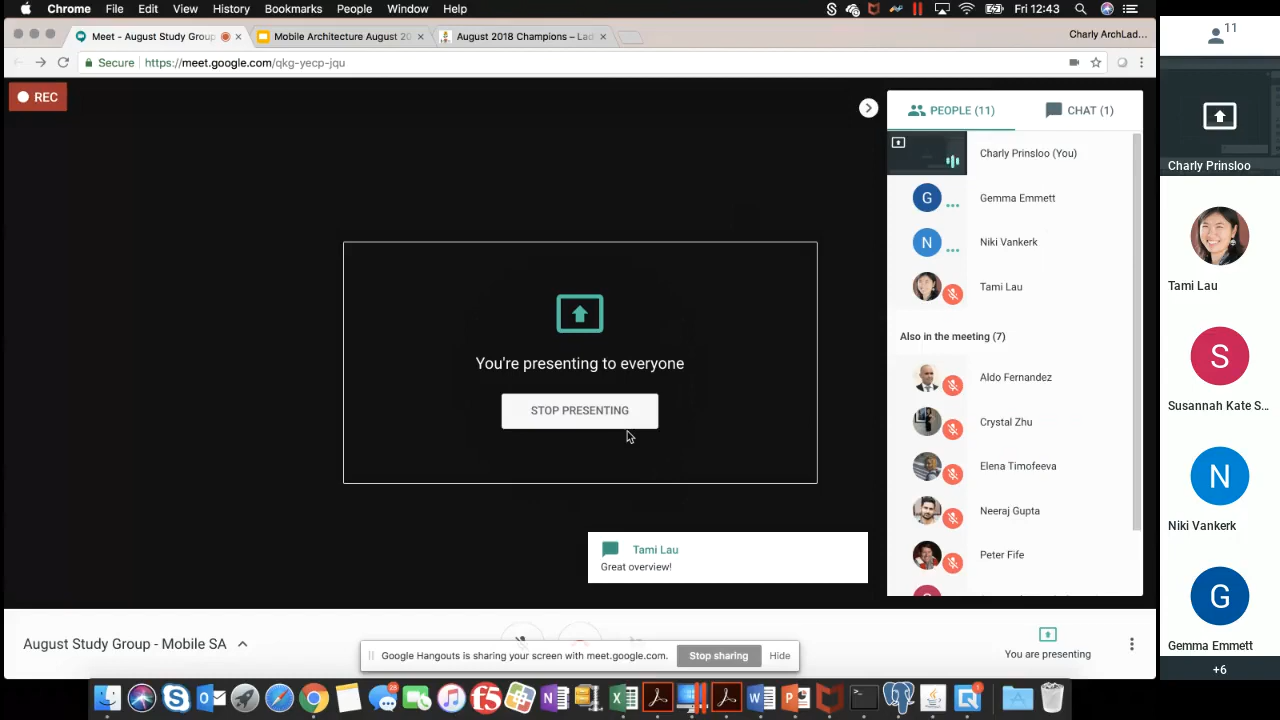 Chrome File Edit View History Bookmarks People Window Help
Fri 12:43
Meet - August Study Group
Mobile Architecture August 20
August 2018 Champions – Lad
Charly ArchLad...
Secure
https://meet.google.com/qkg-yecp-jqu
REC
PEOPLE (11)
CHAT (1)
Charly Prinsloo (You)
G
Gemma Emmett
N
Niki Vankerk
Tami Lau
Also in the meeting (7)
Aldo Fernandez
Crystal Zhu
Elena Timofeeva
Neeraj Gupta
Peter Fife
You're presenting to everyone
STOP PRESENTING
Tami Lau
Great overview!
August Study Group - Mobile SA
Google Hangouts is sharing your screen with meet.google.com.
Stop sharing
Hide
You are presenting
11
Charly Prinsloo
Tami Lau
S
Susannah Kate S...
N
Niki Vankerk
G
Gemma Emmett
+6